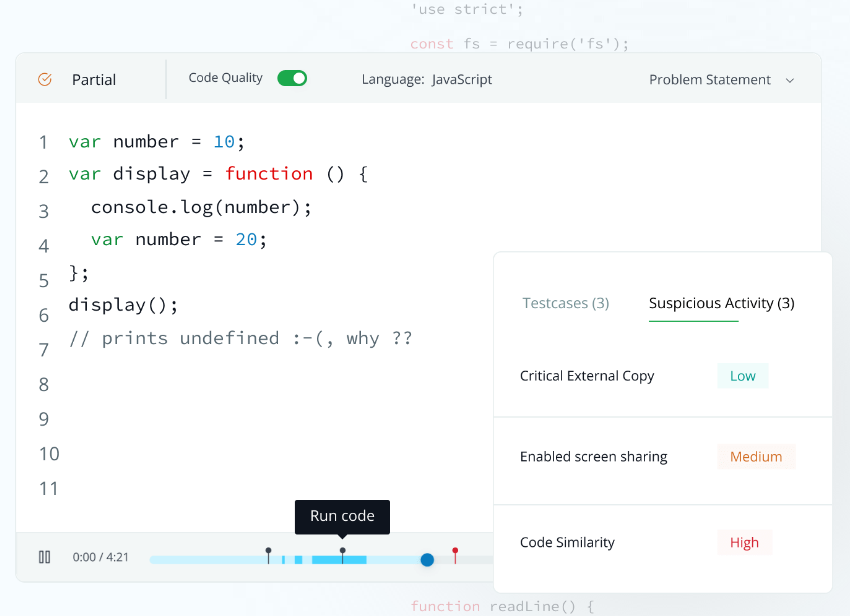 'use strict';
const fs = require('fs');
Partial
Code Quality
Language: JavaScript
Problem Statement
1 var number = 10;
2 var display = function () {
3 console.log(number);
4 var number = 20;
5 };
6 display();
7 // prints undefined :-(, why ??
8
9
10
11
Testcases (3)
Suspicious Activity (3)
Critical External Copy
Low
Enabled screen sharing
Medium
Code Similarity
High
Run code
0:00 / 4:21
function readLine() {